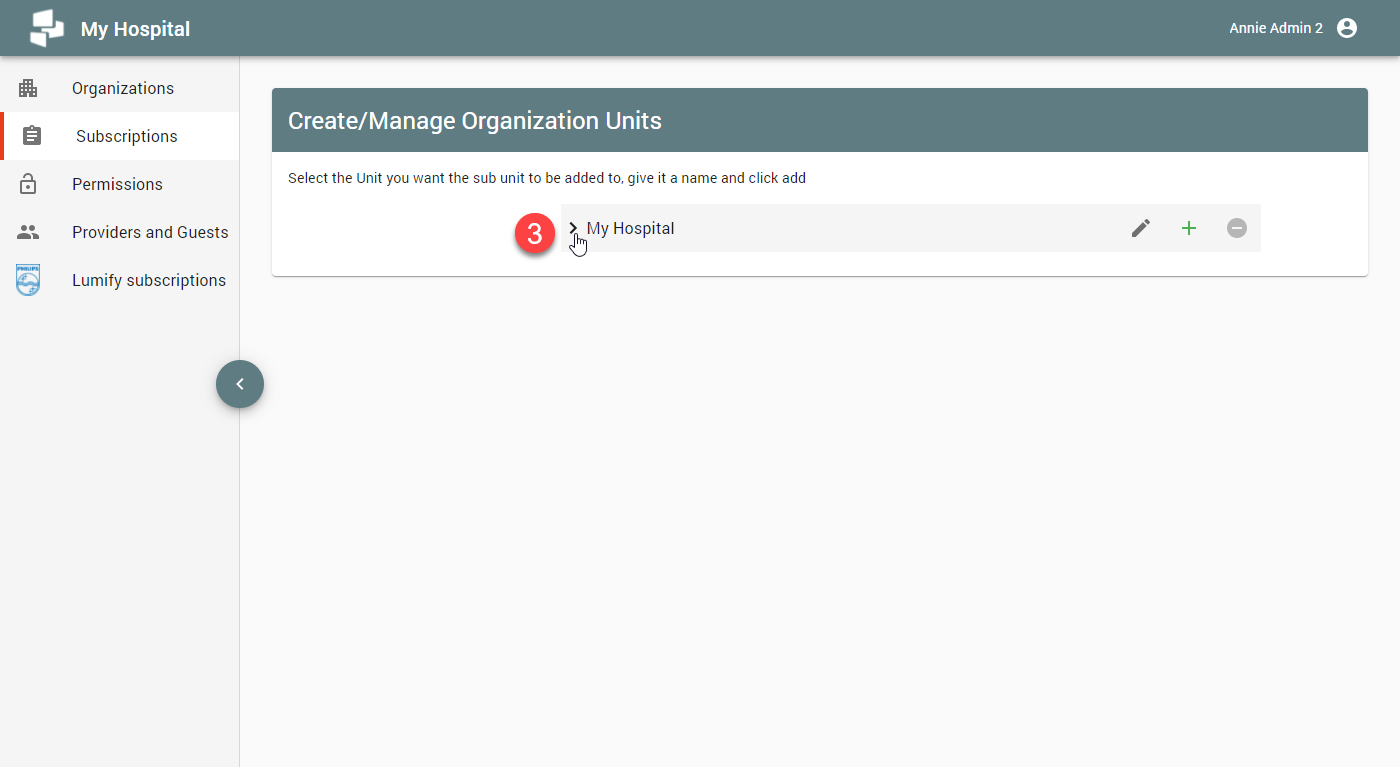 My Hospital
Annie Admin 2
Organizations
Subscriptions
Permissions
Providers and Guests
PHILIPS
Lumify subscriptions
Create/Manage Organization Units
Select the Unit you want the sub unit to be added to, give it a name and click add
3
My Hospital